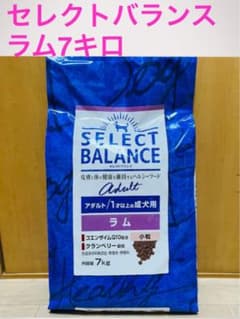 セレクトバランス
ラム7キロ
SELECT
BALANCE
Adult
アダルト/1才以上の成犬用
ラム
コエンザイムQ10配合
クランベリー配合
小粒
7kg